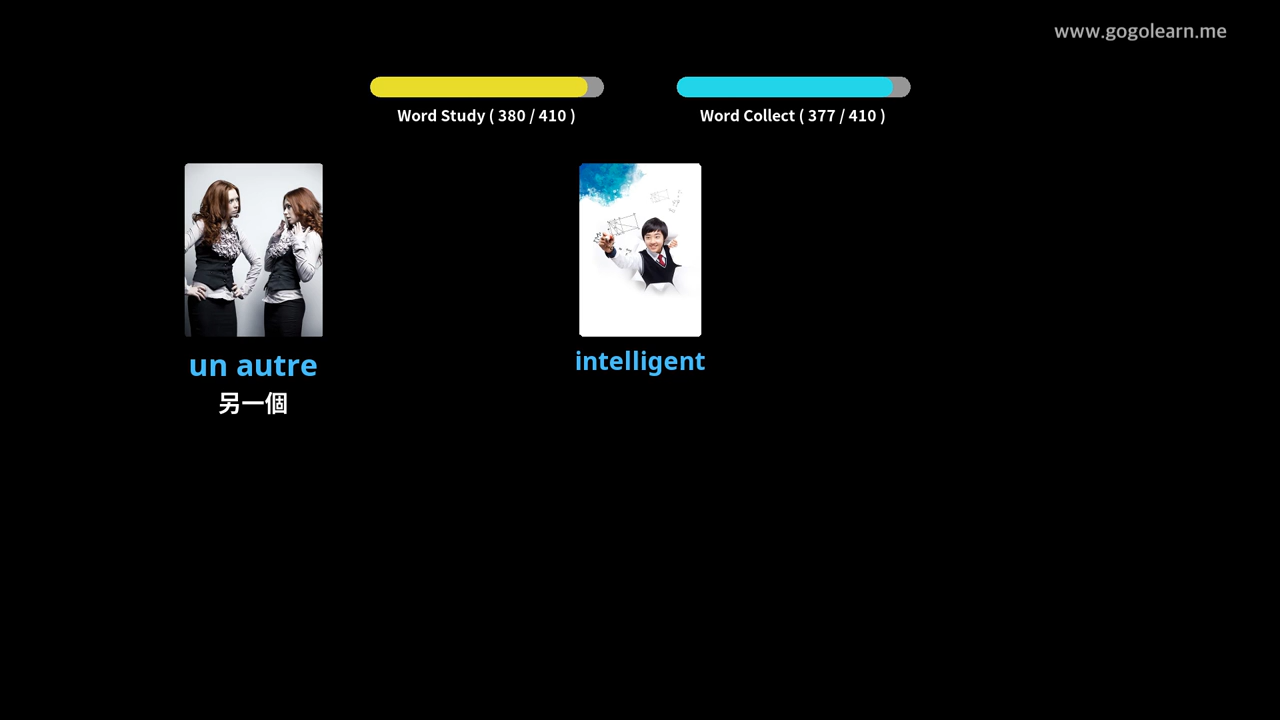 www.gogolearn.me
Word Study ( 380 / 410 )
Word Collect ( 377 / 410 )
un autre
另一個
intelligent